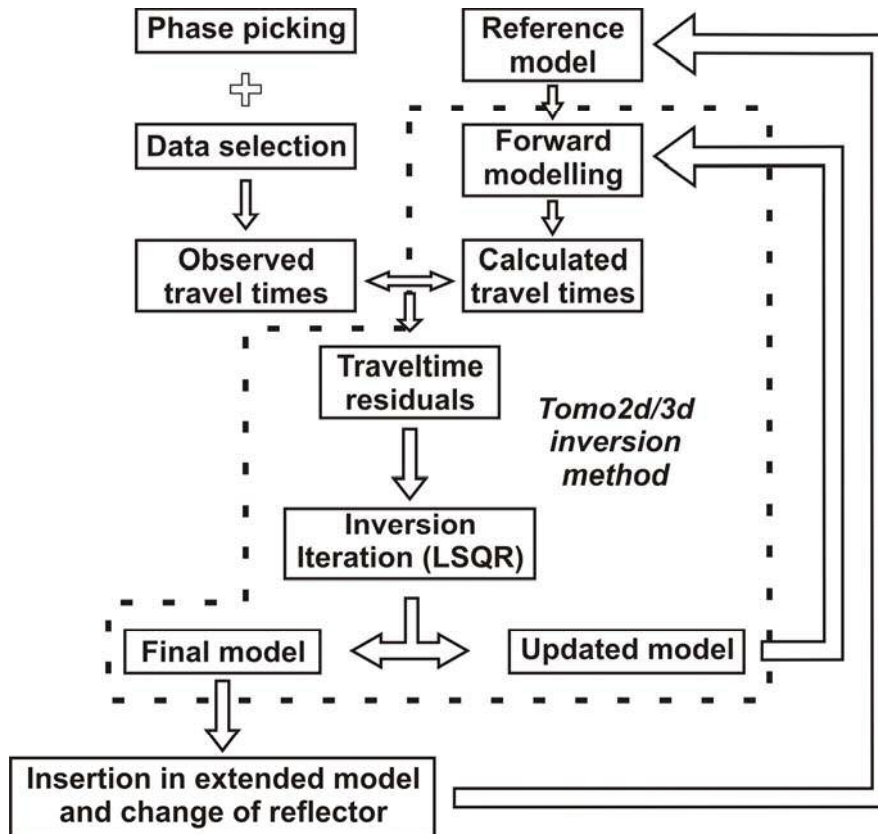 Phase picking
Reference
model
Data selection
Forward
modelling
Observed
travel times
Calculated
travel times
Traveltime
residuals
Tomo2d/3d
inversion
method
Inversion
Iteration (LSQR)
Final model
Updated model
Insertion in extended model
and change of reflector